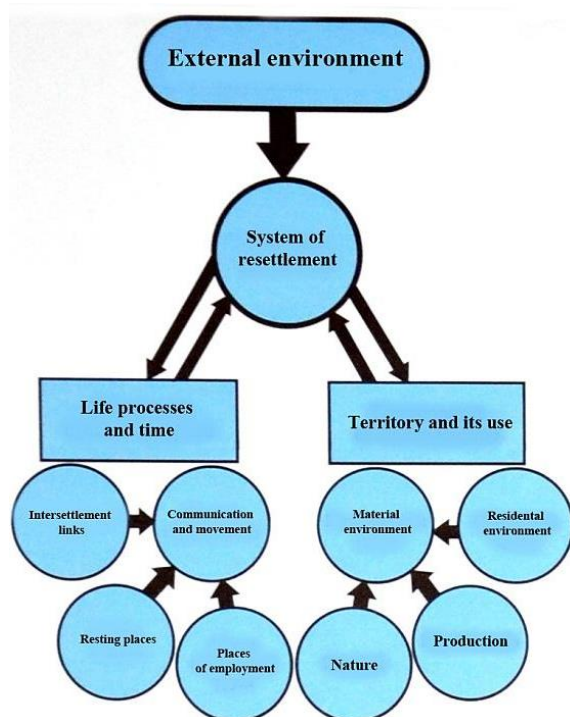 External environment
System of
resettlement
Life processes
and time
Territory and its use
Intersettlement
links
Communication
and movement
Material
environment
Residental
environment
Resting places
Places
of employment
Nature
Production